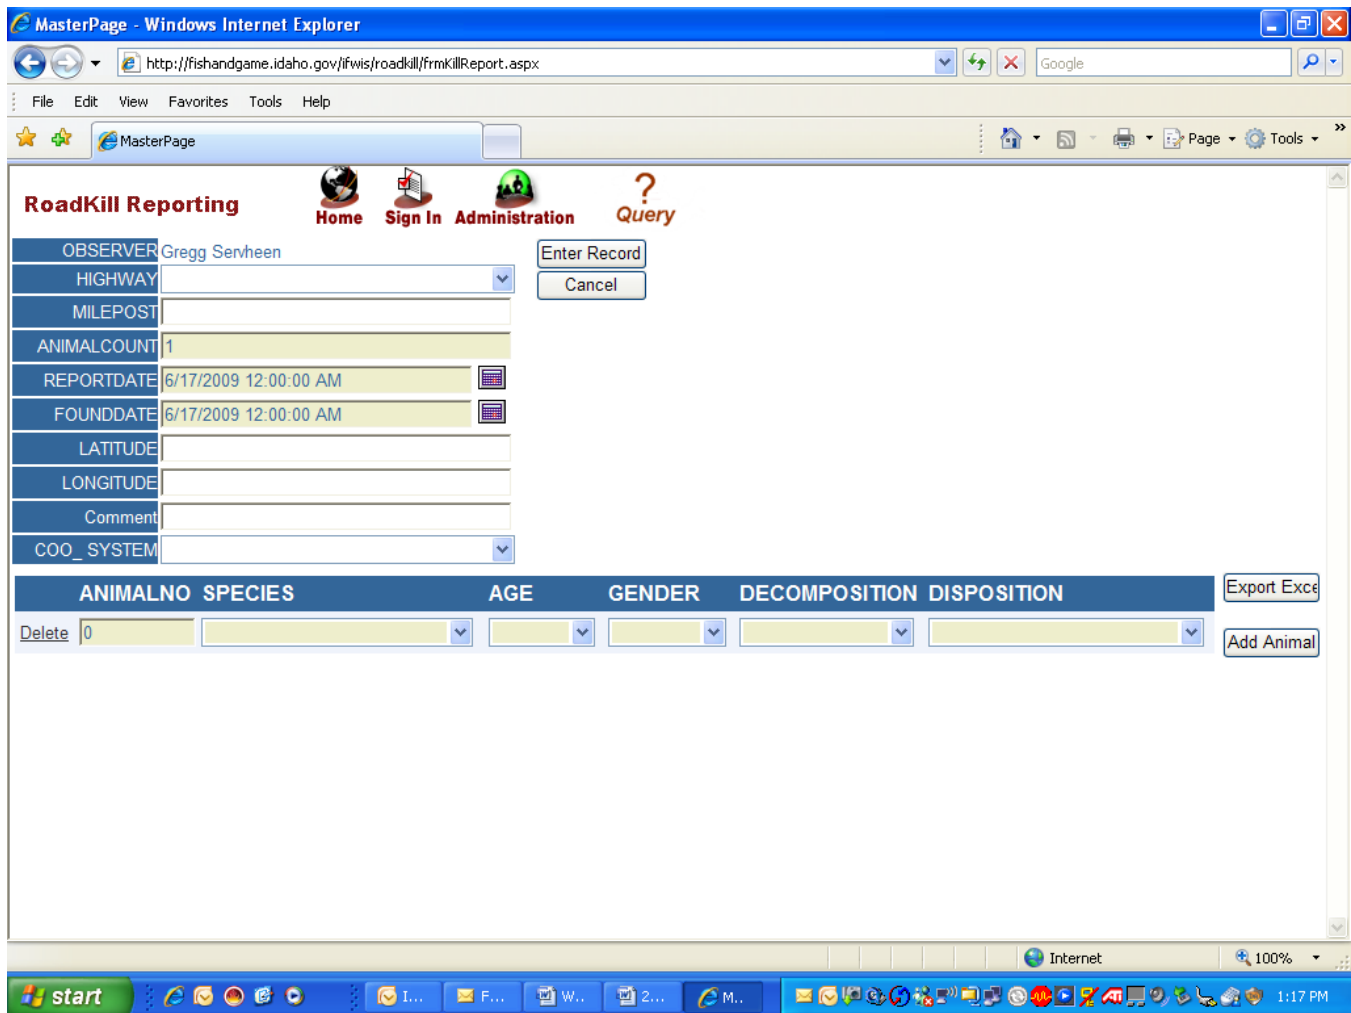 MasterPage - Windows Internet Explorer
http://fishandgame.idaho.gov/ifwis/roadkill/frmKillReport.aspx
Google
File Edit View Favorites Tools Help
MasterPage
Page Tools »
RoadKill Reporting
Home Sign In Administration ? Query
OBSERVER Gregg Servheen
Enter Record
HIGHWAY
Cancel
MILEPOST
ANIMALCOUNT 1
REPORTDATE 6/17/2009 12:00:00 AM
FOUNDDATE 6/17/2009 12:00:00 AM
LATITUDE
LONGITUDE
Comment
COO_ SYSTEM
ANIMALNO SPECIES AGE GENDER DECOMPOSITION DISPOSITION
Export Exce
Delete 0
Add Animal
Internet 100%
start I... F... W.. 2... M.. 1:17 PM